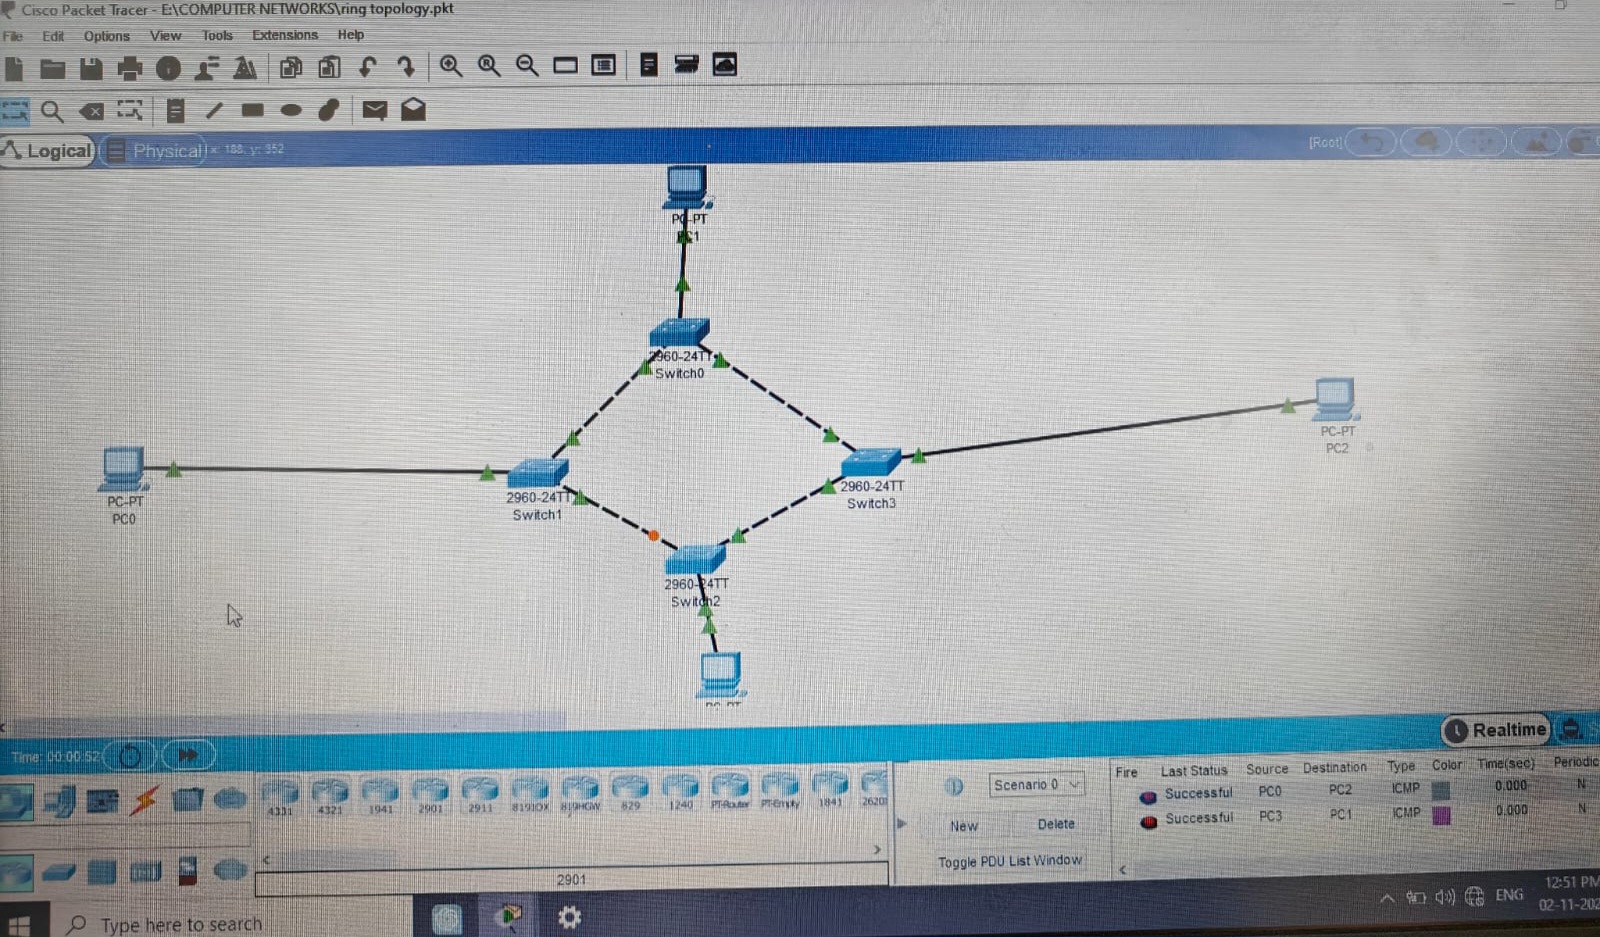 Cisco Packet Tracer - E:\COMPUTER NETWORKS\ring topology.pkt
File Edit Options View Tools Extensions Help
Logical Physical x: 188, y: 352 [Root]
PC-PT
PC1
2960-24TT
Switch0
PC-PT
PC2
PC-PT
PC0
2960-24TT
Switch1
2960-24TT
Switch3
2960-24TT
Switch2
Realtime
Time: 00:00:52
4331 4321 1941 2901 2911 819IOX 819HGW 829 1240 PT-Router PT-Empty 1841 2620
2901
Scenario 0
New Delete
Toggle PDU List Window
Fire Last Status Source Destination Type Color Time(sec) Periodic
Successful PC0 PC2 ICMP 0.000 N
Successful PC3 PC1 ICMP 0.000 N
Type here to search
ENG
12:51 PM
02-11-202